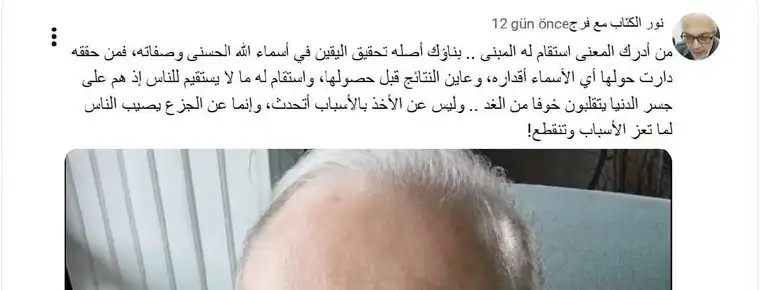 نور الكتاب مع فرج12 gün önce
من أدرك المعنى استقام له المبنى .. بناؤك أصله تحقيق اليقين في أسماء الله الحسنى وصفاته، فمن حققه
دارت حولها أي الأسماء أقداره، وعاين النتائج قبل حصولها، واستقام له ما لا يستقيم للناس إذ هم على
جسر الدنيا يتقلبون خوفا من الغد .. وليس عن الأخذ بالأسباب أتحدث، وإنما عن الجزع يصيب الناس
لما تعز الأسباب وتنقطع!